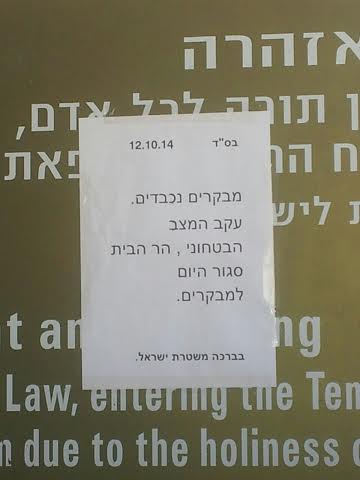 אזהרה
תורה לכל אדם,
בס"ד 12.10.14
מבקרים נכבדים.
עקב המצב
הבטחוני , הר הבית
סגור היום
למבקרים.
בברכה משטרת ישראל.
Law, entering the
due to the holiness